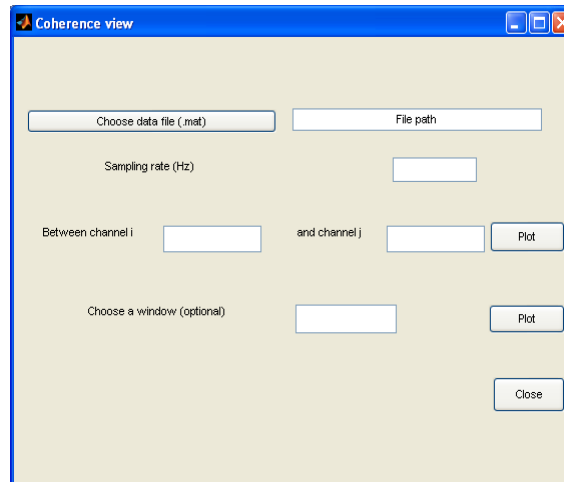 Coherence view
Choose data file (.mat) File path
Sampling rate (Hz)
Between channel i and channel j Plot
Choose a window (optional) Plot
Close